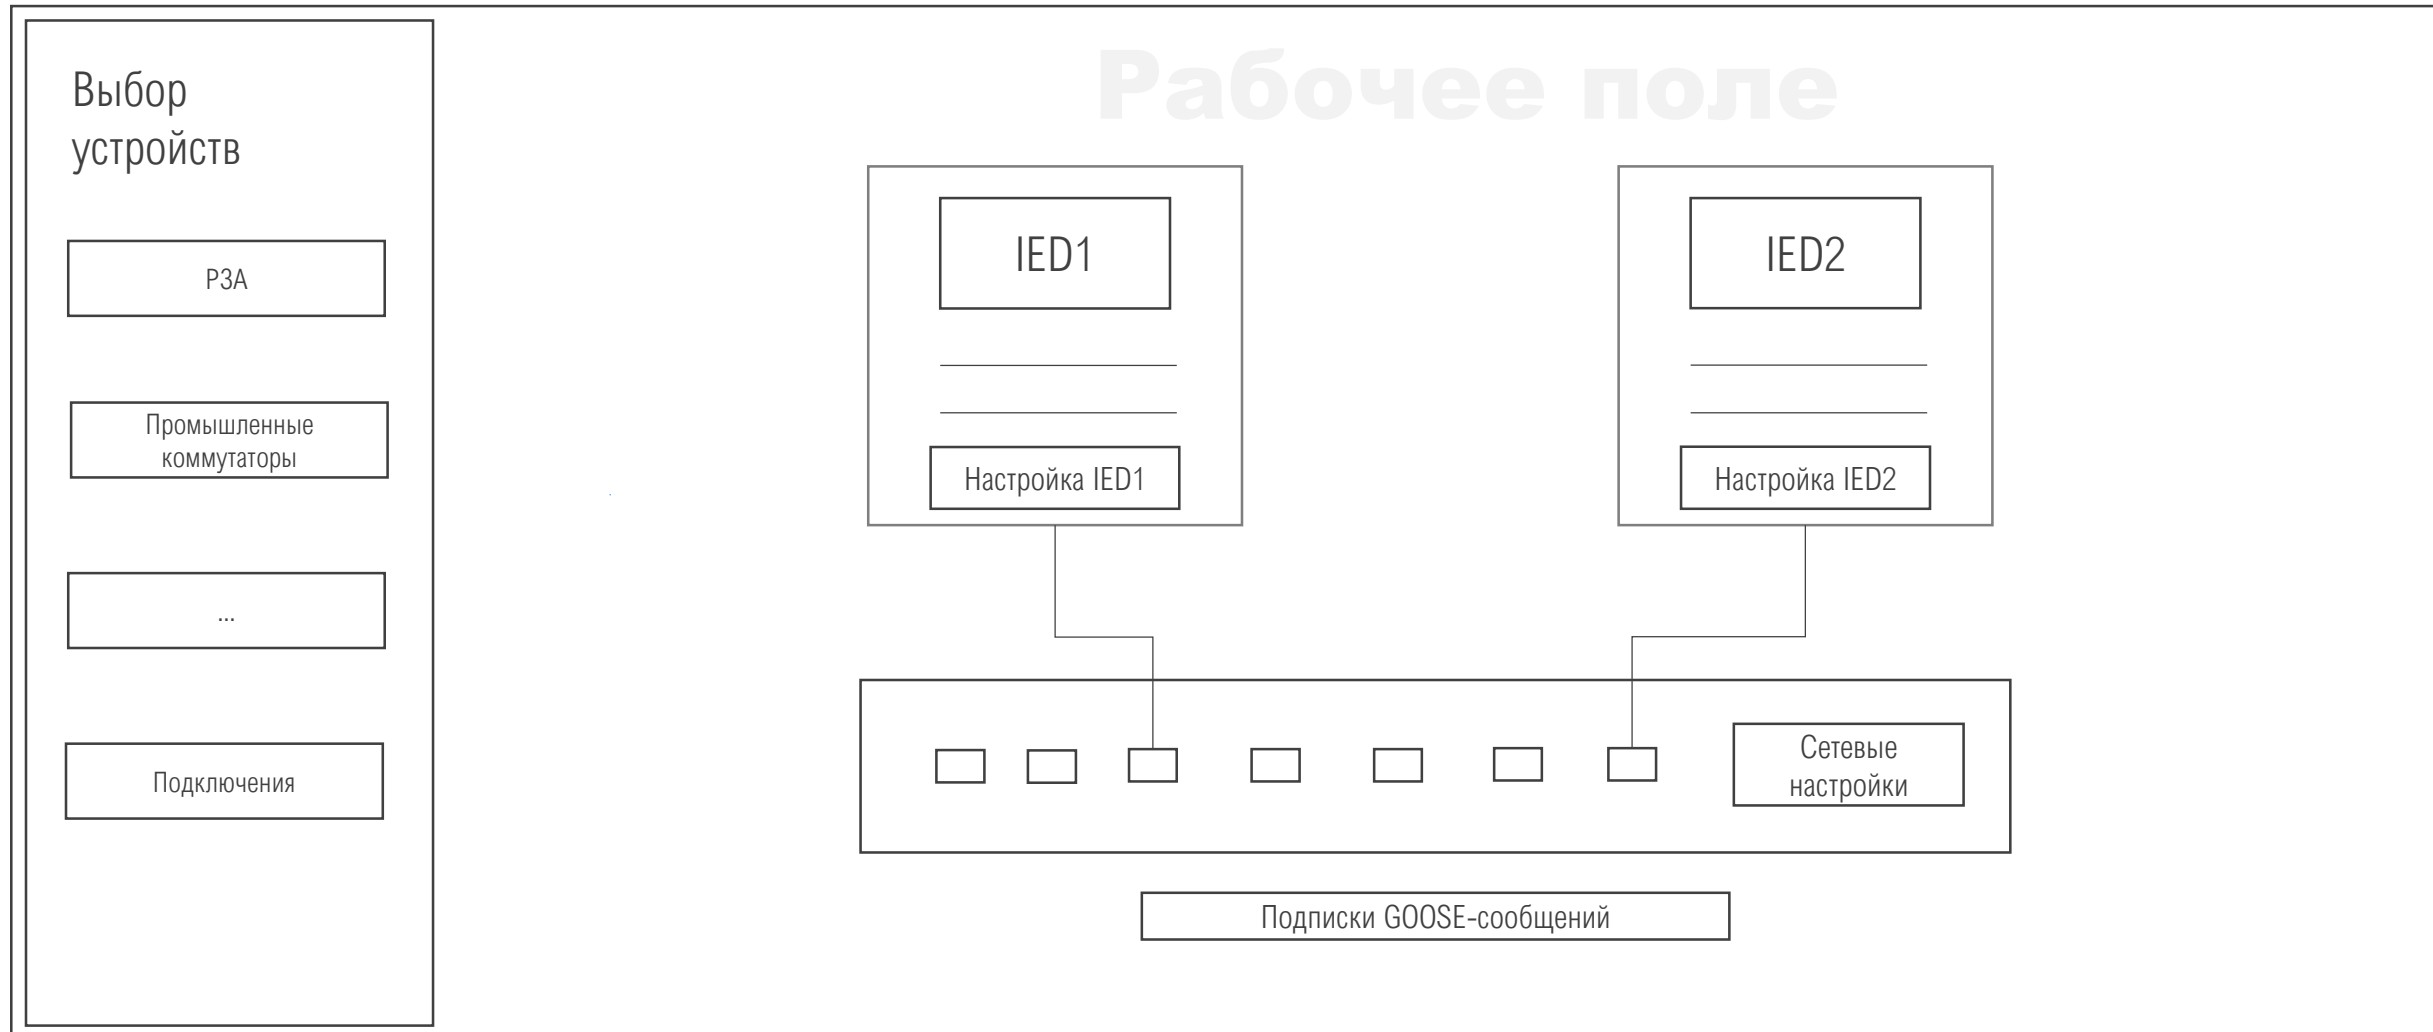 Рабочее поле
Выбор
устройств
РЗА
Промышленные
коммутаторы
...
Подключения
IED1
Настройка IED1
IED2
Настройка IED2
Сетевые
настройки
Подписки GOOSE-сообщений